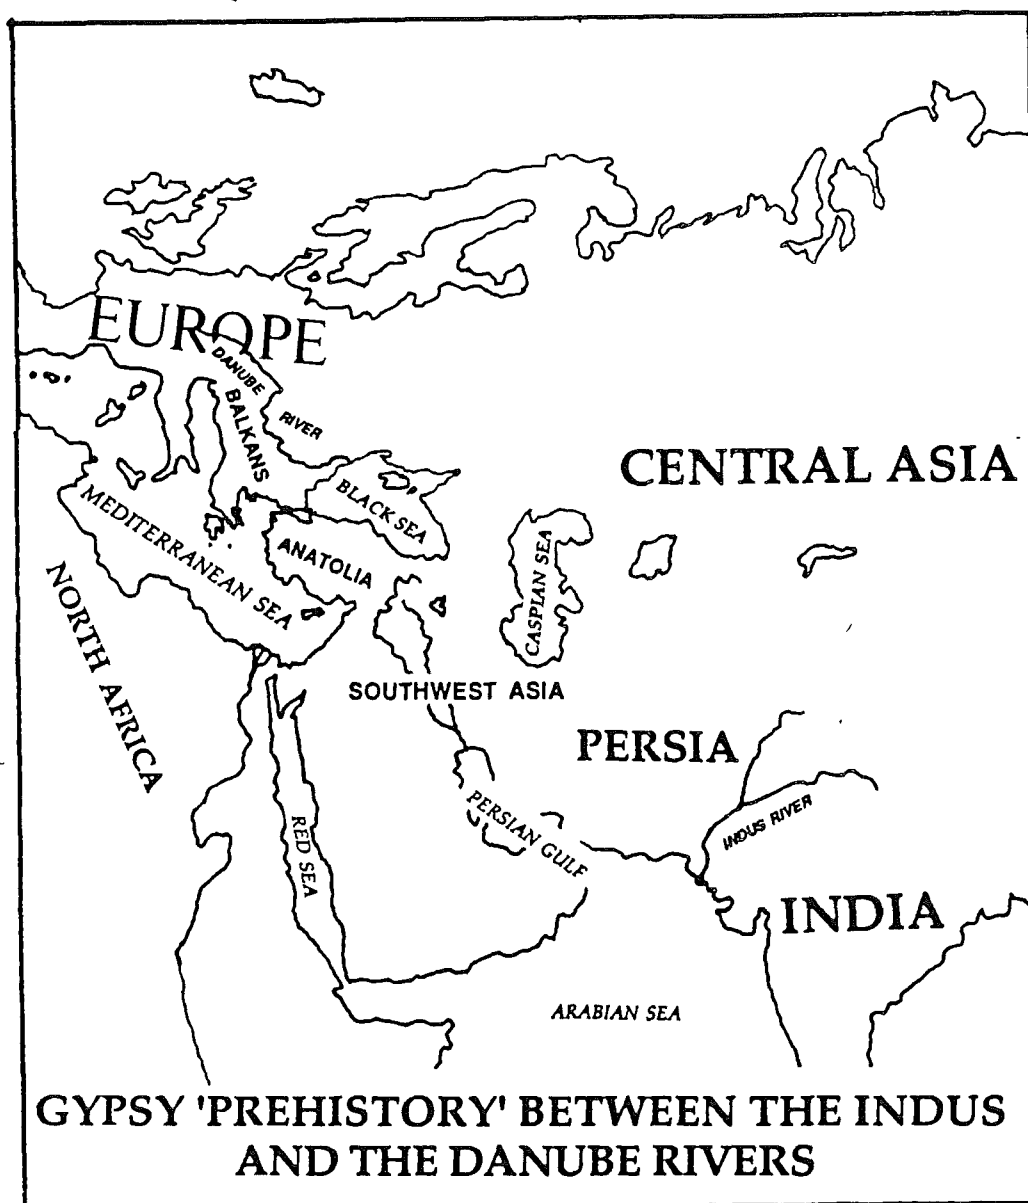 EUROPE
DANUBE
RIVER
BALKANS
CENTRAL ASIA
BLACK SEA
MEDITERRANEAN SEA
ANATOLIA
CASPIAN SEA
NORTH AFRICA
SOUTHWEST ASIA
PERSIA
PERSIAN GULF
INDUS RIVER
RED SEA
INDIA
ARABIAN SEA
GYPSY 'PREHISTORY' BETWEEN THE INDUS
AND THE DANUBE RIVERS